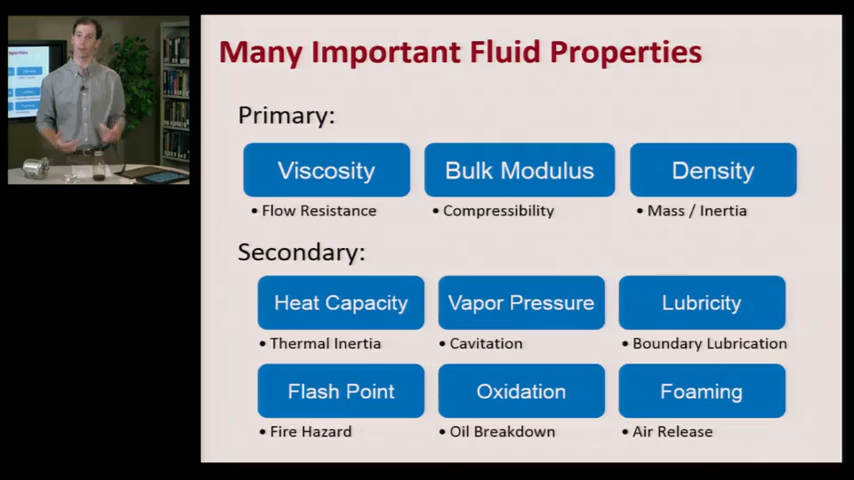 Many Important Fluid Properties
Primary:
Viscosity
Bulk Modulus
Density
• Flow Resistance
• Compressibility
• Mass / Inertia
Secondary:
Heat Capacity
Vapor Pressure
Lubricity
• Thermal Inertia
• Cavitation
• Boundary Lubrication
Flash Point
Oxidation
Foaming
• Fire Hazard
• Oil Breakdown
• Air Release